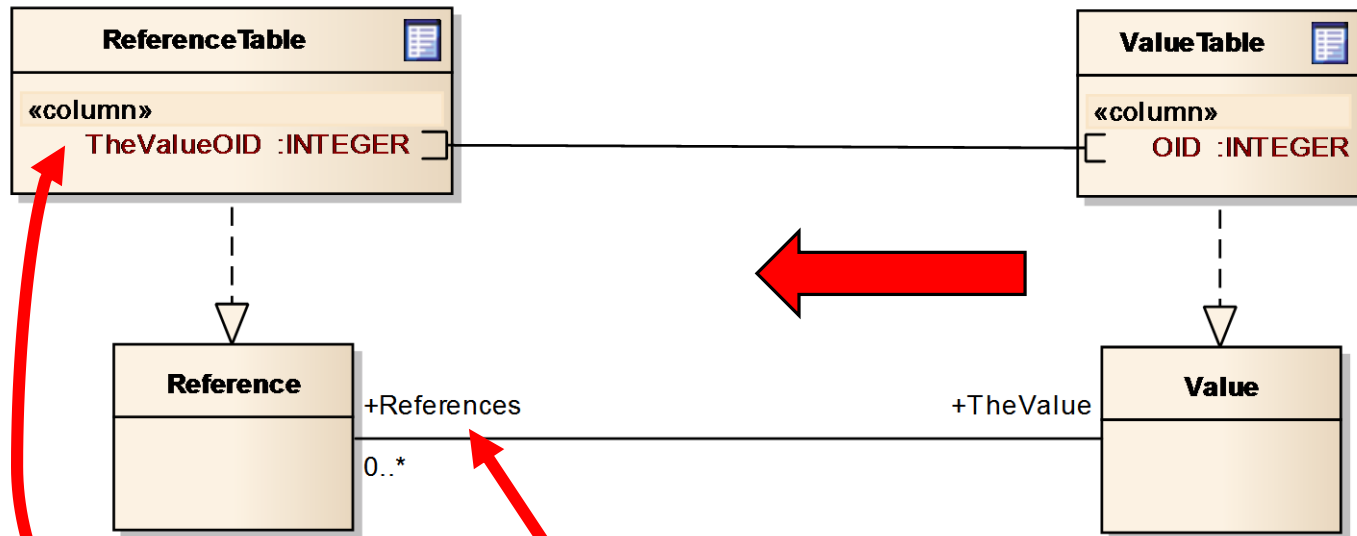 ReferenceTable
«column»
TheValueOID :INTEGER
ValueTable
«column»
OID :INTEGER
Reference
+References
0..*
+TheValue
Value